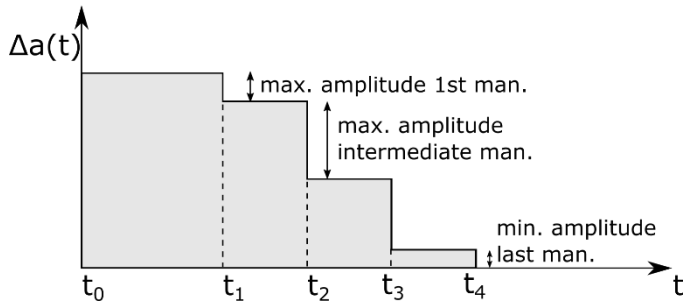 Δa(t)
max. amplitude 1st man.
max. amplitude
intermediate man.
min. amplitude
last man.
t₀
t₁
t₂
t₃
t₄
t